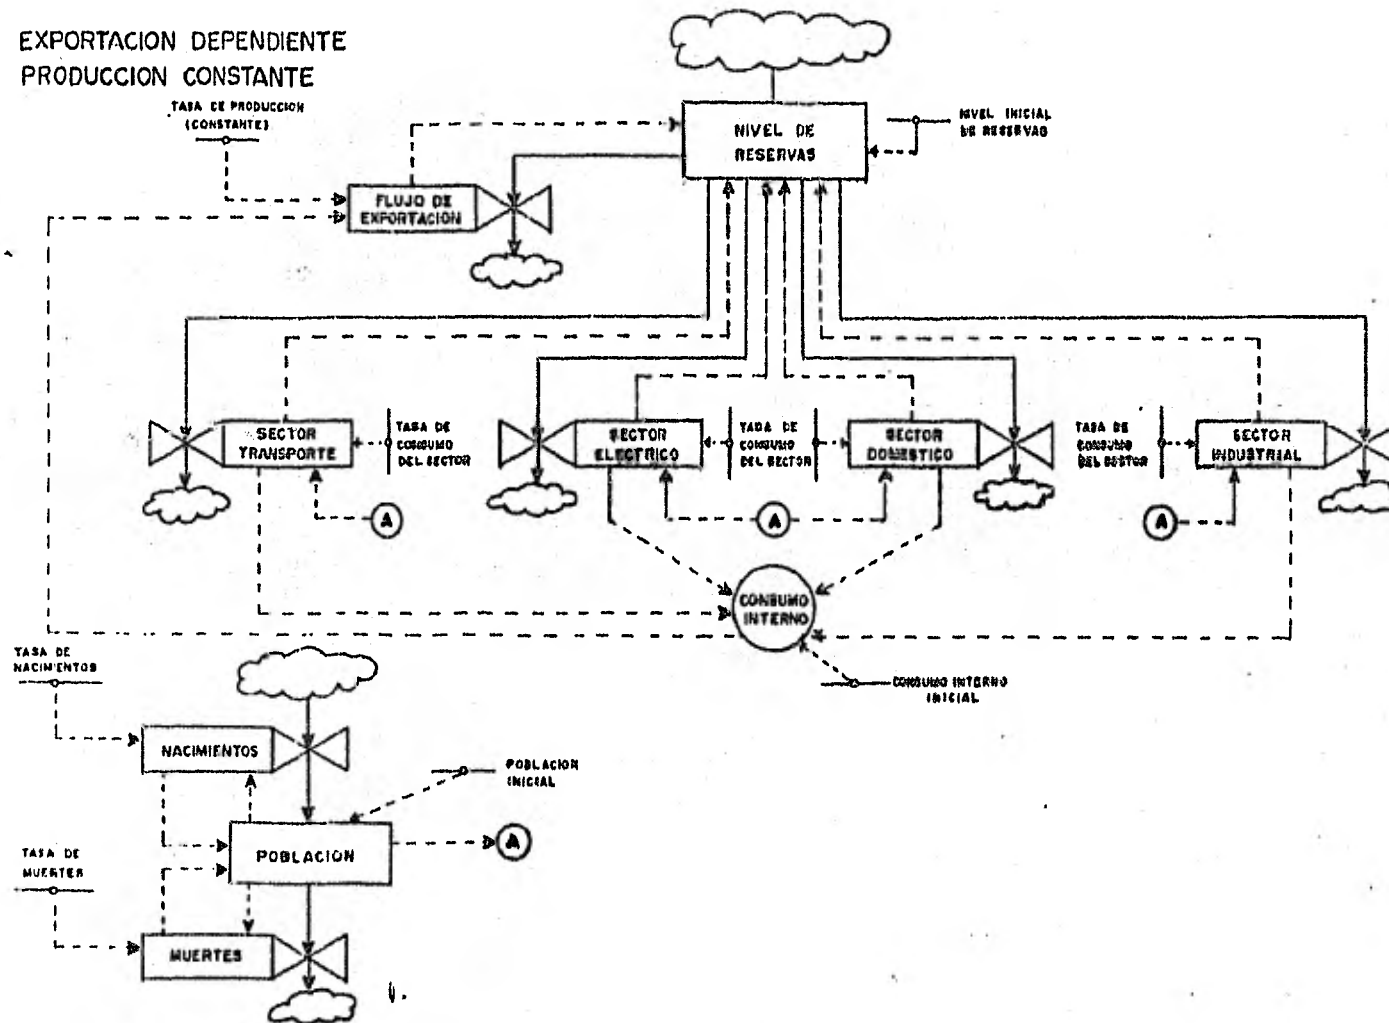 EXPORTACION DEPENDIENTE
PRODUCCION CONSTANTE
TASA DE PRODUCCION
(CONSTANTE)
NIVEL DE
RESERVAS
NIVEL INICIAL
DE RESERVAS
FLUJO DE
EXPORTACION
SECTOR
TRANSPORTE
TASA DE
CONSUMO
DEL SECTOR
SECTOR
ELECTRICO
TASA DE
CONSUMO
DEL SECTOR
SECTOR
DOMESTICO
TASA DE
CONSUMO
DEL SECTOR
SECTOR
INDUSTRIAL
A
A
A
CONSUMO
INTERNO
CONSUMO INTERNO
INICIAL
TASA DE
NACIMIENTOS
NACIMIENTOS
POBLACION
INICIAL
POBLACION
A
TASA DE
MUERTES
MUERTES